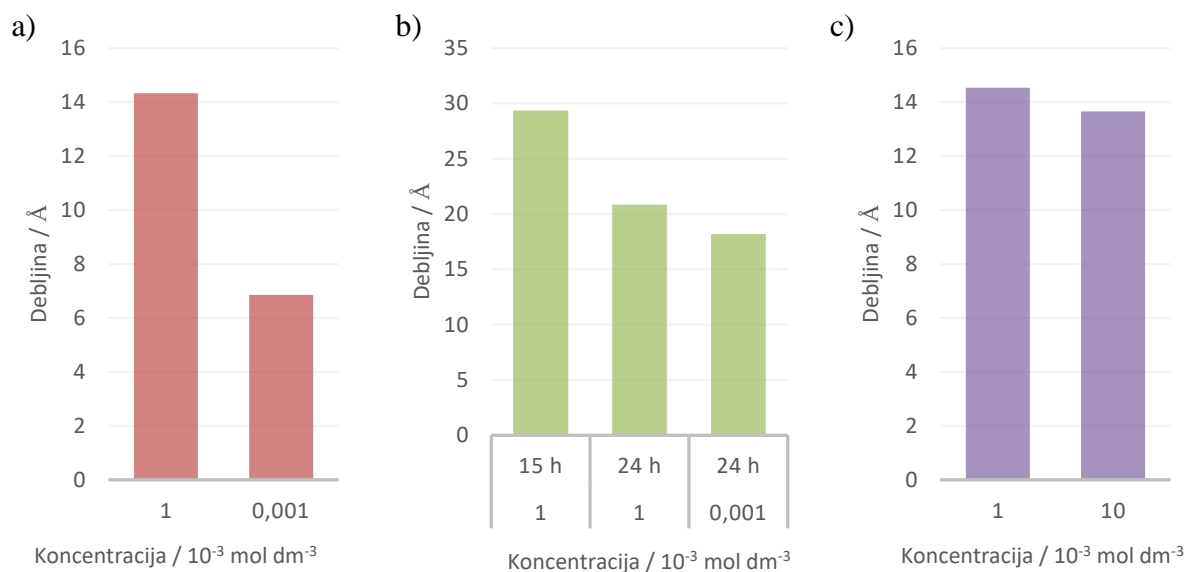 a)
16
14
12
10
8
6
4
2
0
Debljina / Å
1 0,001
Koncentracija / 10⁻³ mol dm⁻³
b)
35
30
25
20
15
10
5
0
Debljina / Å
15 h 24 h 24 h
1 1 0,001
Koncentracija / 10⁻³ mol dm⁻³
c)
16
14
12
10
8
6
4
2
0
Debljina / Å
1 10
Koncentracija / 10⁻³ mol dm⁻³